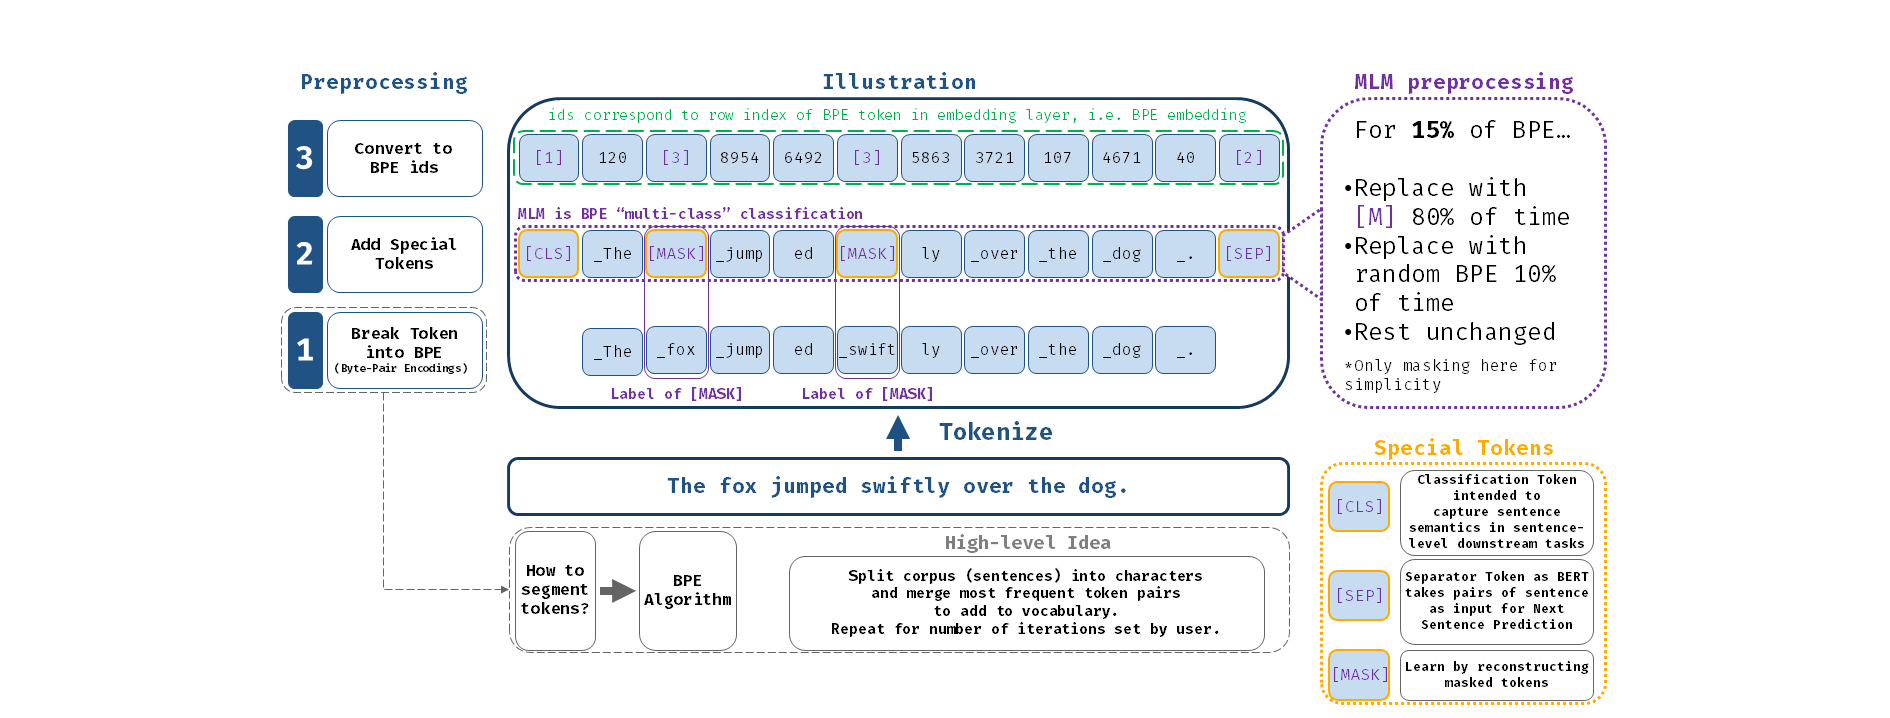 Preprocessing
3
Convert to
BPE ids
2
Add Special
Tokens
1
Break Token
into BPE
(Byte-Pair Encodings)
Illustration
ids correspond to row index of BPE token in embedding layer, i.e. BPE embedding
[1] 120 [3] 8954 6492 [3] 5863 3721 107 4671 40 [2]
MLM is BPE “multi-class” classification
[CLS] _The [MASK] _jump ed [MASK] ly _over _the _dog _. [SEP]
_The _fox _jump ed _swift ly _over _the _dog _.
Label of [MASK] Label of [MASK]
Tokenize
The fox jumped swiftly over the dog.
How to
segment
tokens?
BPE
Algorithm
High-level Idea
Split corpus (sentences) into characters
and merge most frequent token pairs
to add to vocabulary.
Repeat for number of iterations set by user.
MLM preprocessing
For 15% of BPE…
•Replace with
[M] 80% of time
•Replace with
random BPE 10%
of time
•Rest unchanged
*Only masking here for
simplicity
Special Tokens
[CLS]
Classification Token
intended to
capture sentence
semantics in sentence-
level downstream tasks
[SEP]
Separator Token as BERT
takes pairs of sentence
as input for Next
Sentence Prediction
[MASK]
Learn by reconstructing
masked tokens